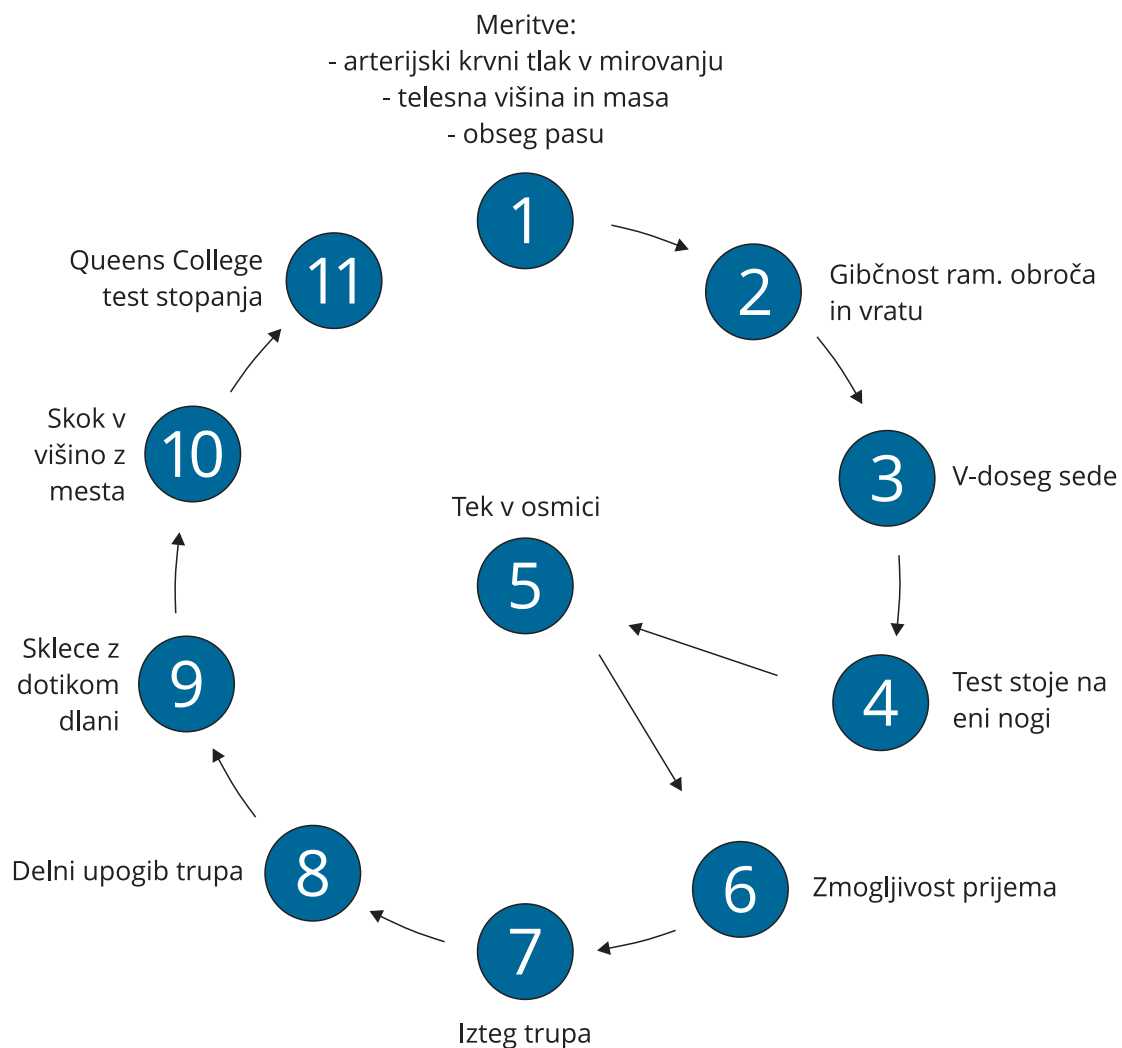 Meritve:
- arterijski krvni tlak v mirovanju
- telesna višina in masa
- obseg pasu
1
2
Gibčnost ram. obroča
in vratu
3
V-doseg sede
4
Test stoje na
eni nogi
Tek v osmici
5
6
Zmogljivost prijema
7
Izteg trupa
8
Delni upogib trupa
9
Sklece z
dotikom
dlani
10
Skok v
višino z
mesta
11
Queens College
test stopanja